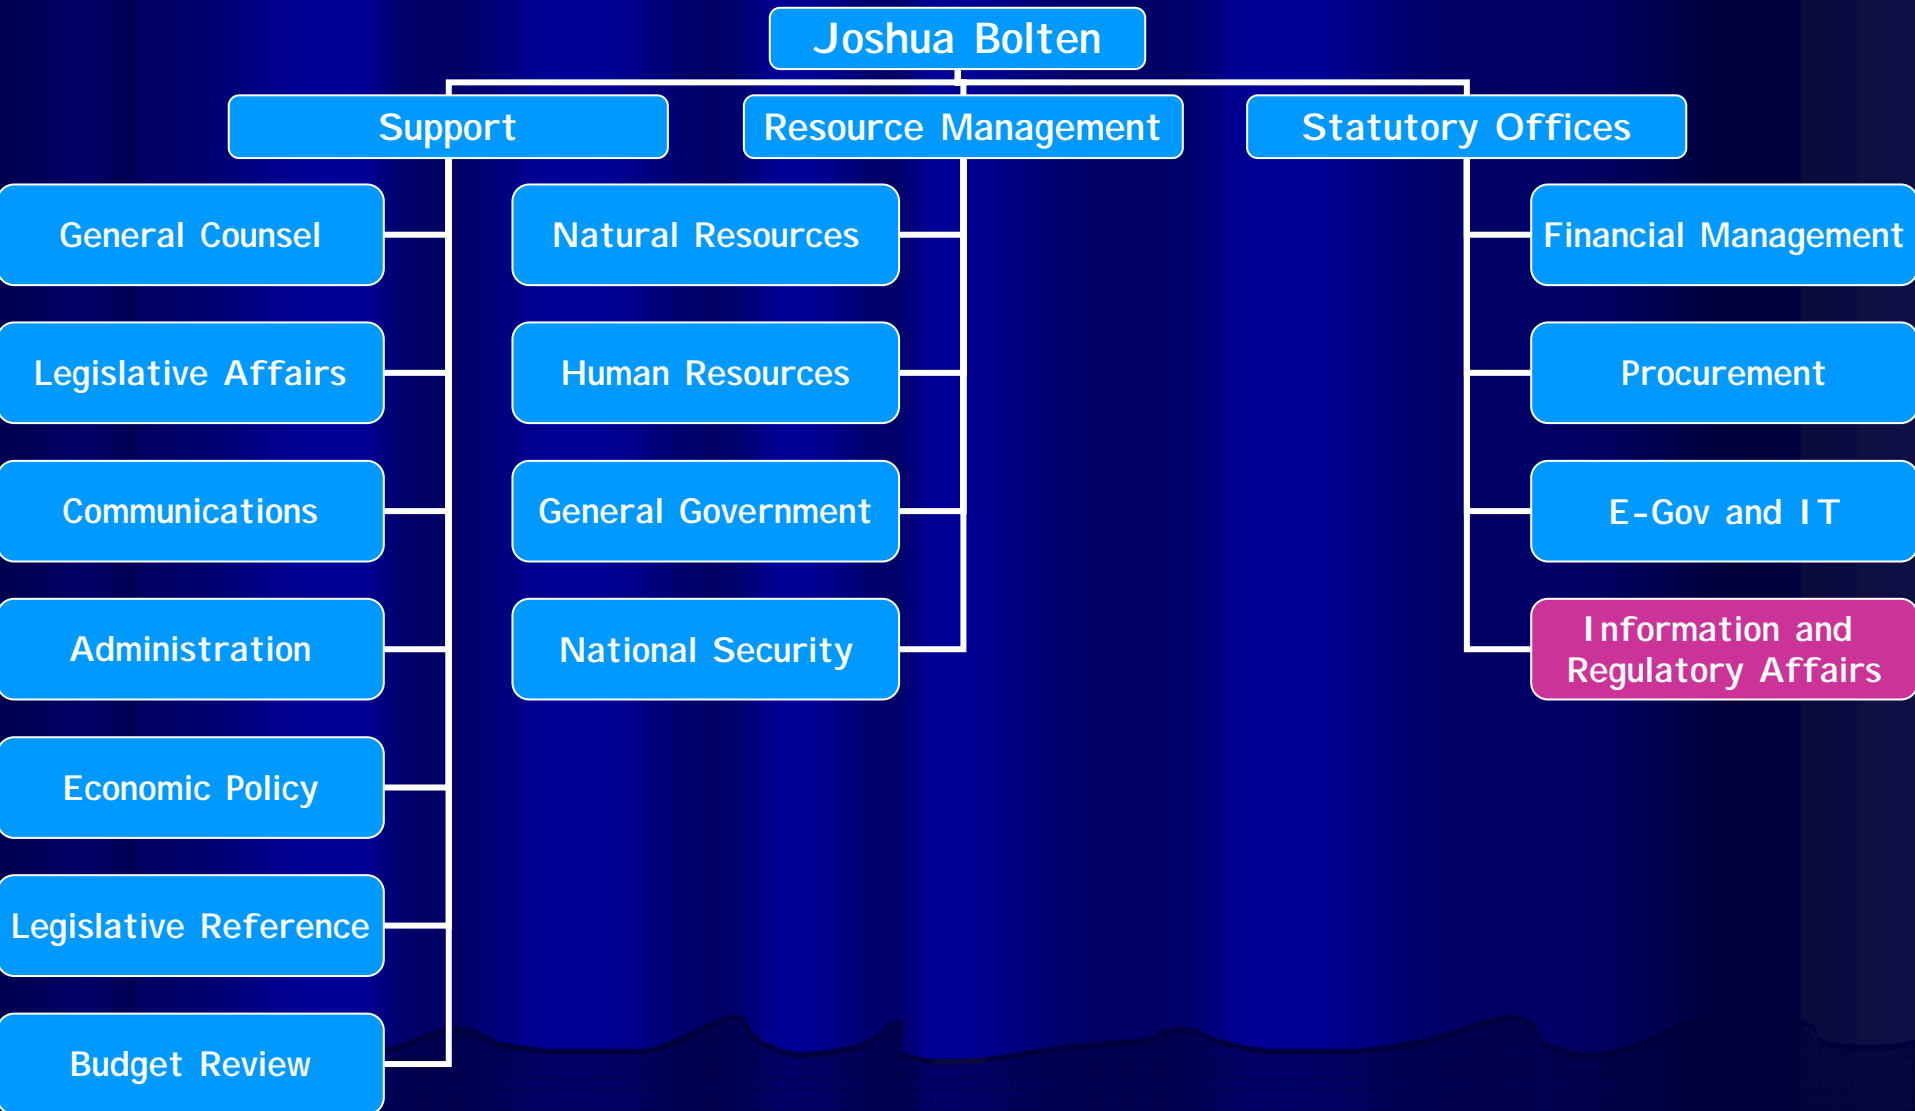 Joshua Bolten
Support
Resource Management
Statutory Offices
General Counsel
Natural Resources
Financial Management
Legislative Affairs
Human Resources
Procurement
Communications
General Government
E-Gov and IT
Administration
National Security
Information and
Regulatory Affairs
Economic Policy
Legislative Reference
Budget Review